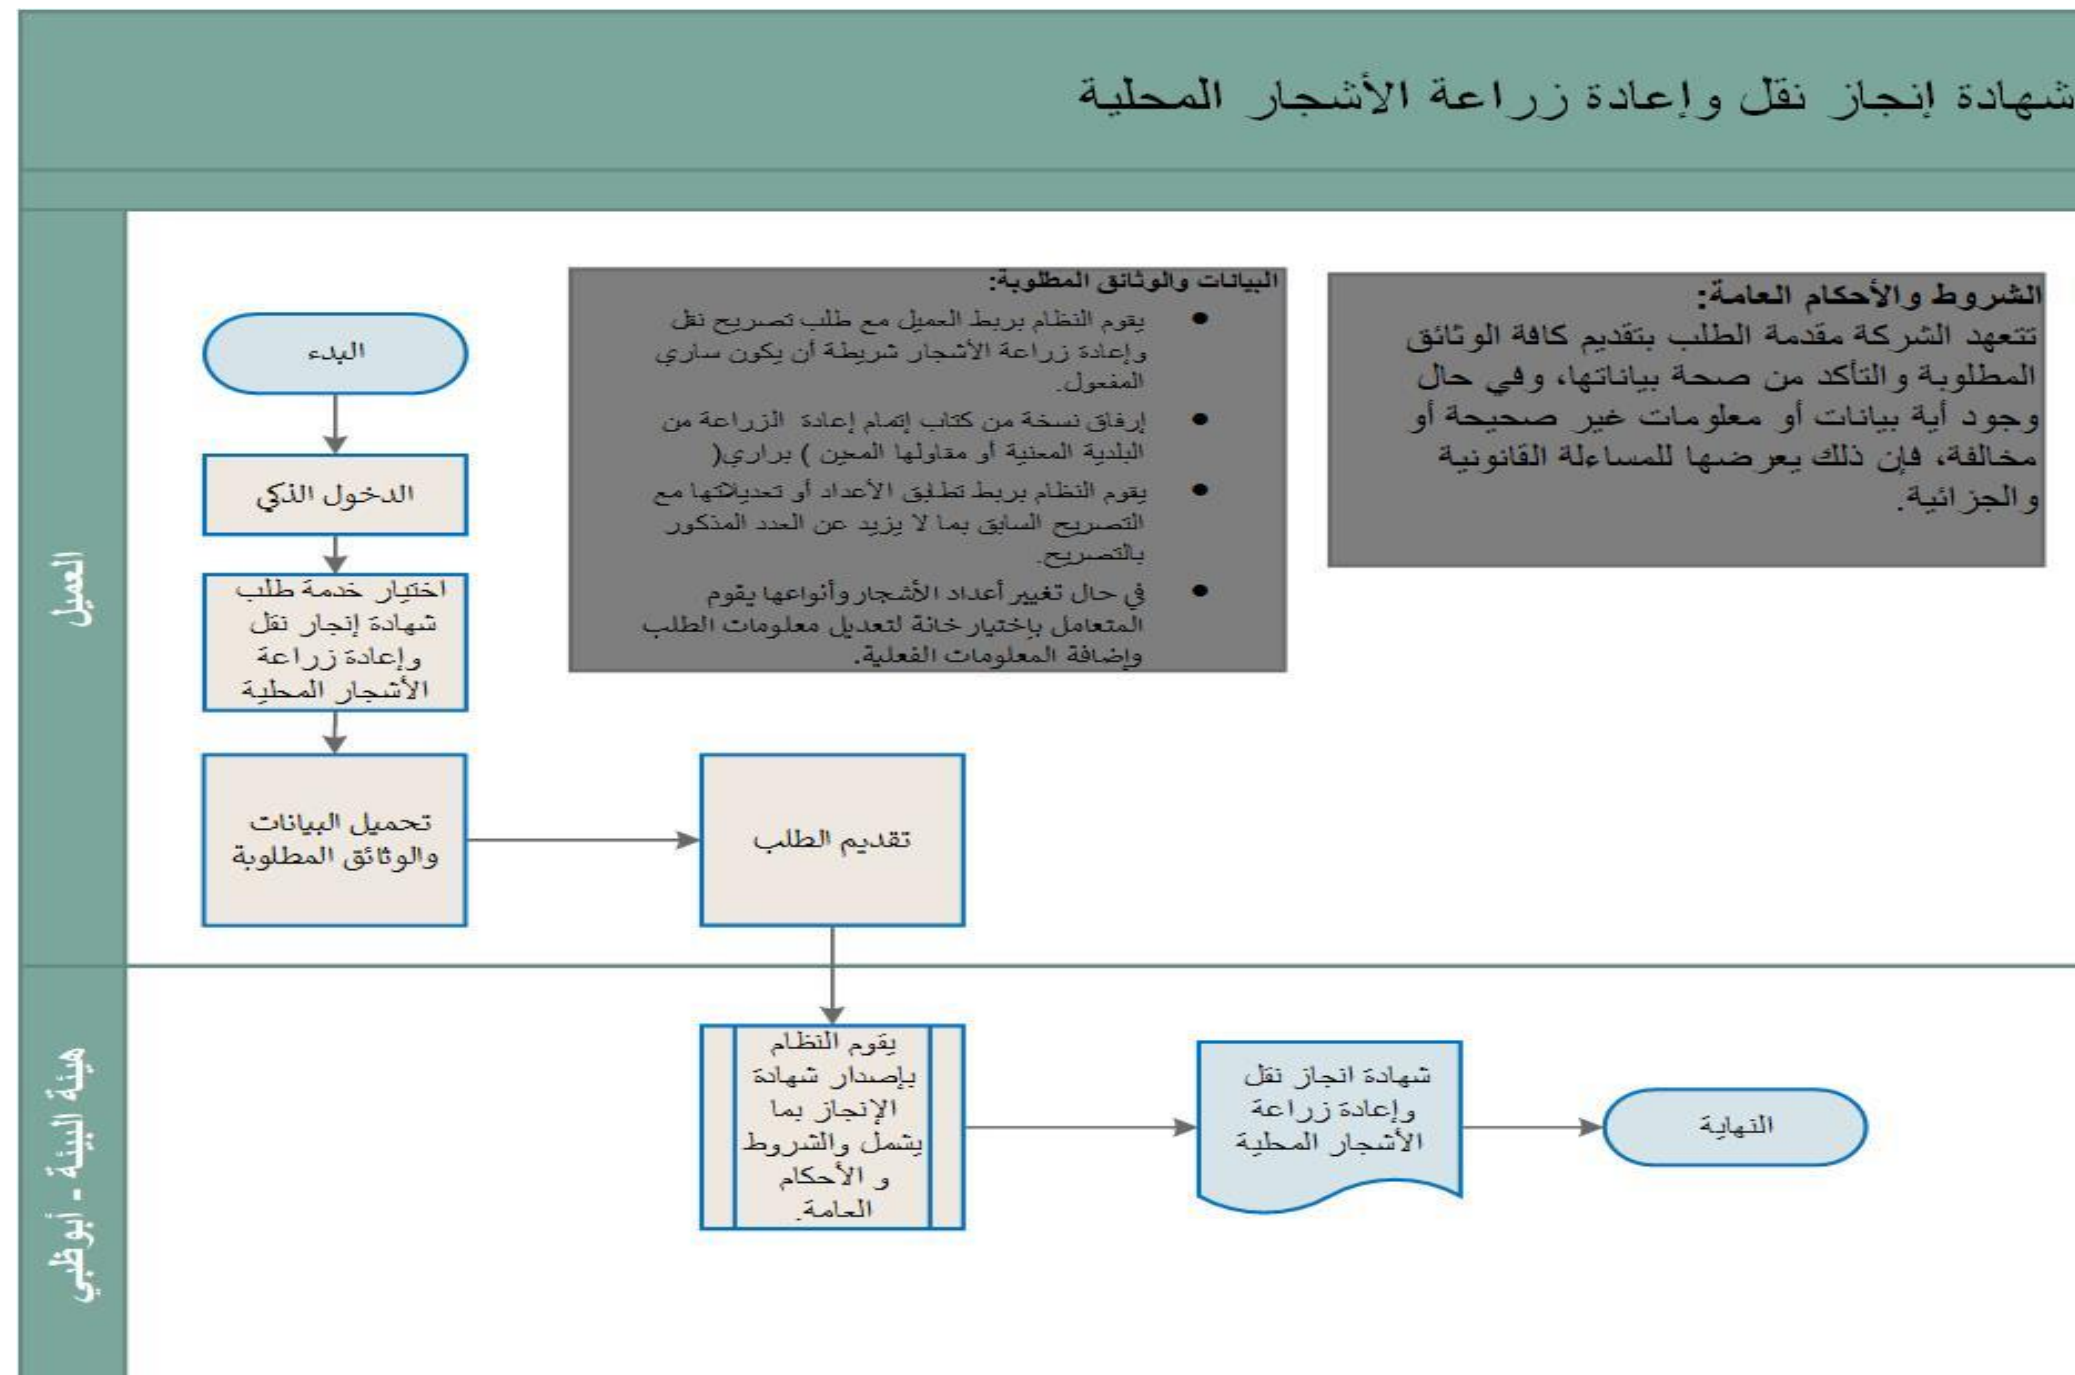 شهادة إنجاز نقل وإعادة زراعة الأشجار المحلية
العميل
البدء
الدخول الذكي
اختيار خدمة طلب
شهادة إنجار نقل
وإعادة زراعة
الأشجار المحلية
تحميل البيانات
والوثائق المطلوبة
تقديم الطلب
البيانات والوثائق المطلوبة:
● يقوم النظام بربط العميل مع طلب تصريح نقل
وإعادة زراعة الأشجار شريطة أن يكون ساري
المفعول.
● إرفاق نسخة من كتاب إتمام إعادة الزراعة من
البلدية المعنية أو مقاولها المعين ) براري(
● يقوم النظام بربط تطابق الأعداد أو تعديلاتها مع
التصريح السابق بما لا يزيد عن العدد المذكور
بالتصريح.
● في حال تغيير أعداد الأشجار وأنواعها يقوم
المتعامل بإختيار خانة لتعديل معلومات الطلب
وإضافة المعلومات الفعلية.
الشروط والأحكام العامة:
تتعهد الشركة مقدمة الطلب بتقديم كافة الوثائق
المطلوبة والتأكد من صحة بياناتها، وفي حال
وجود أية بيانات أو معلومات غير صحيحة أو
مخالفة، فإن ذلك يعرضها للمساءلة القانونية
والجزائية.
هيئة البيئة - أبوظبي
يقوم النظام
بإصدار شهادة
الإنجاز بما
يشمل والشروط
و الأحكام
العامة.
شهادة انجاز نقل
وإعادة زراعة
الأشجار المحلية
النهاية